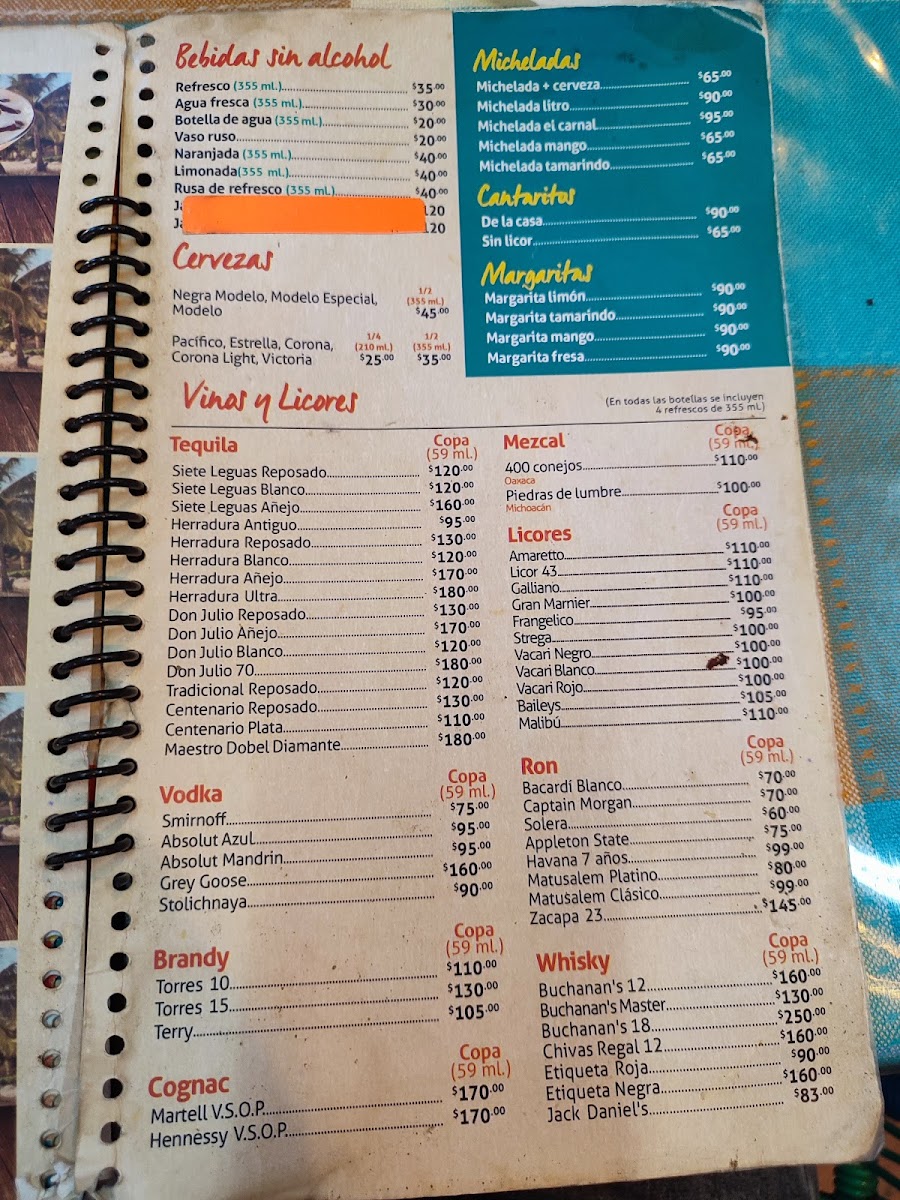 Bebidas sin alcohol
Refresco (355 ml.) $35.00
Agua fresca (355 ml.) $30.00
Botella de agua (355 ml.) $20.00
Vaso ruso $20.00
Naranjada (355 ml.) $40.00
Limonada(355 ml.) $40.00
Rusa de refresco (355 ml.) $40.00
120
120
Cervezas
1/2
(355 ml.)
Negra Modelo, Modelo Especial,
Modelo $45.00
1/4 1/2
(210 ml.) (355 ml.)
Pacífico, Estrella, Corona,
Corona Light, Victoria $25.00 $35.00
Micheladas
Michelada + cerveza $65.00
Michelada litro $90.00
Michelada el carnal $95.00
Michelada mango $65.00
Michelada tamarindo $65.00
Cantaritos
De la casa $90.00
Sin licor $65.00
Margaritas
Margarita limón $90.00
Margarita tamarindo $90.00
Margarita mango $90.00
Margarita fresa $90.00
Vinos y Licores
(En todas las botellas se incluyen
4 refrescos de 355 ml.)
Tequila Copa
(59 ml.)
Siete Leguas Reposado $120.00
Siete Leguas Blanco $120.00
Siete Leguas Añejo $160.00
Herradura Antiguo $95.00
Herradura Reposado $130.00
Herradura Blanco $120.00
Herradura Añejo $170.00
Herradura Ultra $180.00
Don Julio Reposado $130.00
Don Julio Añejo $170.00
Don Julio Blanco $120.00
Don Julio 70 $180.00
Tradicional Reposado $120.00
Centenario Reposado $130.00
Centenario Plata $110.00
Maestro Dobel Diamante $180.00
Vodka Copa
(59 ml.)
Smirnoff $75.00
Absolut Azul $95.00
Absolut Mandrin $95.00
Grey Goose $160.00
Stolichnaya $90.00
Brandy Copa
(59 ml.)
Torres 10 $110.00
Torres 15 $130.00
Terry $105.00
Cognac Copa
(59 ml.)
Martell V.S.O.P. $170.00
Hennessy V.S.O.P. $170.00
Mezcal Copa
(59 ml.)
400 conejos $110.00
Oaxaca
Piedras de lumbre $100.00
Michoacán
Licores Copa
(59 ml.)
Amaretto $110.00
Licor 43 $110.00
Galliano $110.00
Gran Marnier $100.00
Frangelico $95.00
Strega $100.00
Vacari Negro $100.00
Vacari Blanco $100.00
Vacari Rojo $100.00
Baileys $105.00
Malibú $110.00
Ron Copa
(59 ml.)
Bacardí Blanco $70.00
Captain Morgan $70.00
Solera $60.00
Appleton State $75.00
Havana 7 años $99.00
Matusalem Platino $80.00
Matusalem Clásico $99.00
Zacapa 23 $145.00
Whisky Copa
(59 ml.)
Buchanan's 12 $160.00
Buchanan's Master $130.00
Buchanan's 18 $250.00
Chivas Regal 12 $160.00
Etiqueta Roja $90.00
Etiqueta Negra $160.00
Jack Daniel's $83.00